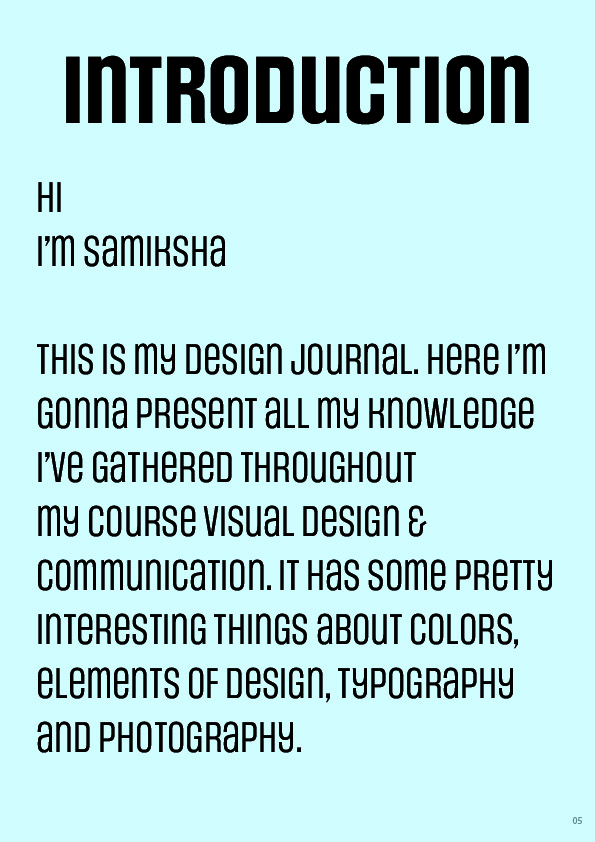 INTRODUCTION
HI
I'm Samiksha
This is my design journal. Here I'm
gonna present all my knowledge
I've gathered throughout
my course Visual Design &
Communication. It has some pretty
interesting things about colors,
elements of design, typography
and photography.
05